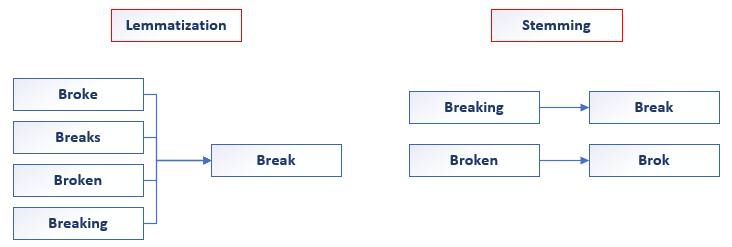 Lemmatization
Broke
Breaks
Broken
Breaking
Break
Stemming
Breaking
Break
Broken
Brok